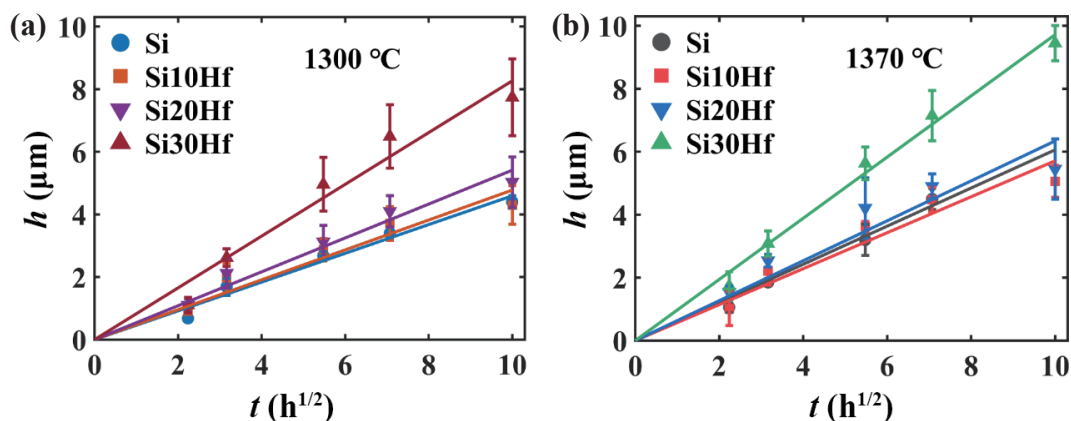 (a)
10
8
6
4
2
0
h (μm)
Si
Si10Hf
Si20Hf
Si30Hf
1300 °C
0 2 4 6 8 10
t (h1/2)
(b)
10
8
6
4
2
0
h (μm)
Si
Si10Hf
Si20Hf
Si30Hf
1370 °C
0 2 4 6 8 10
t (h1/2)